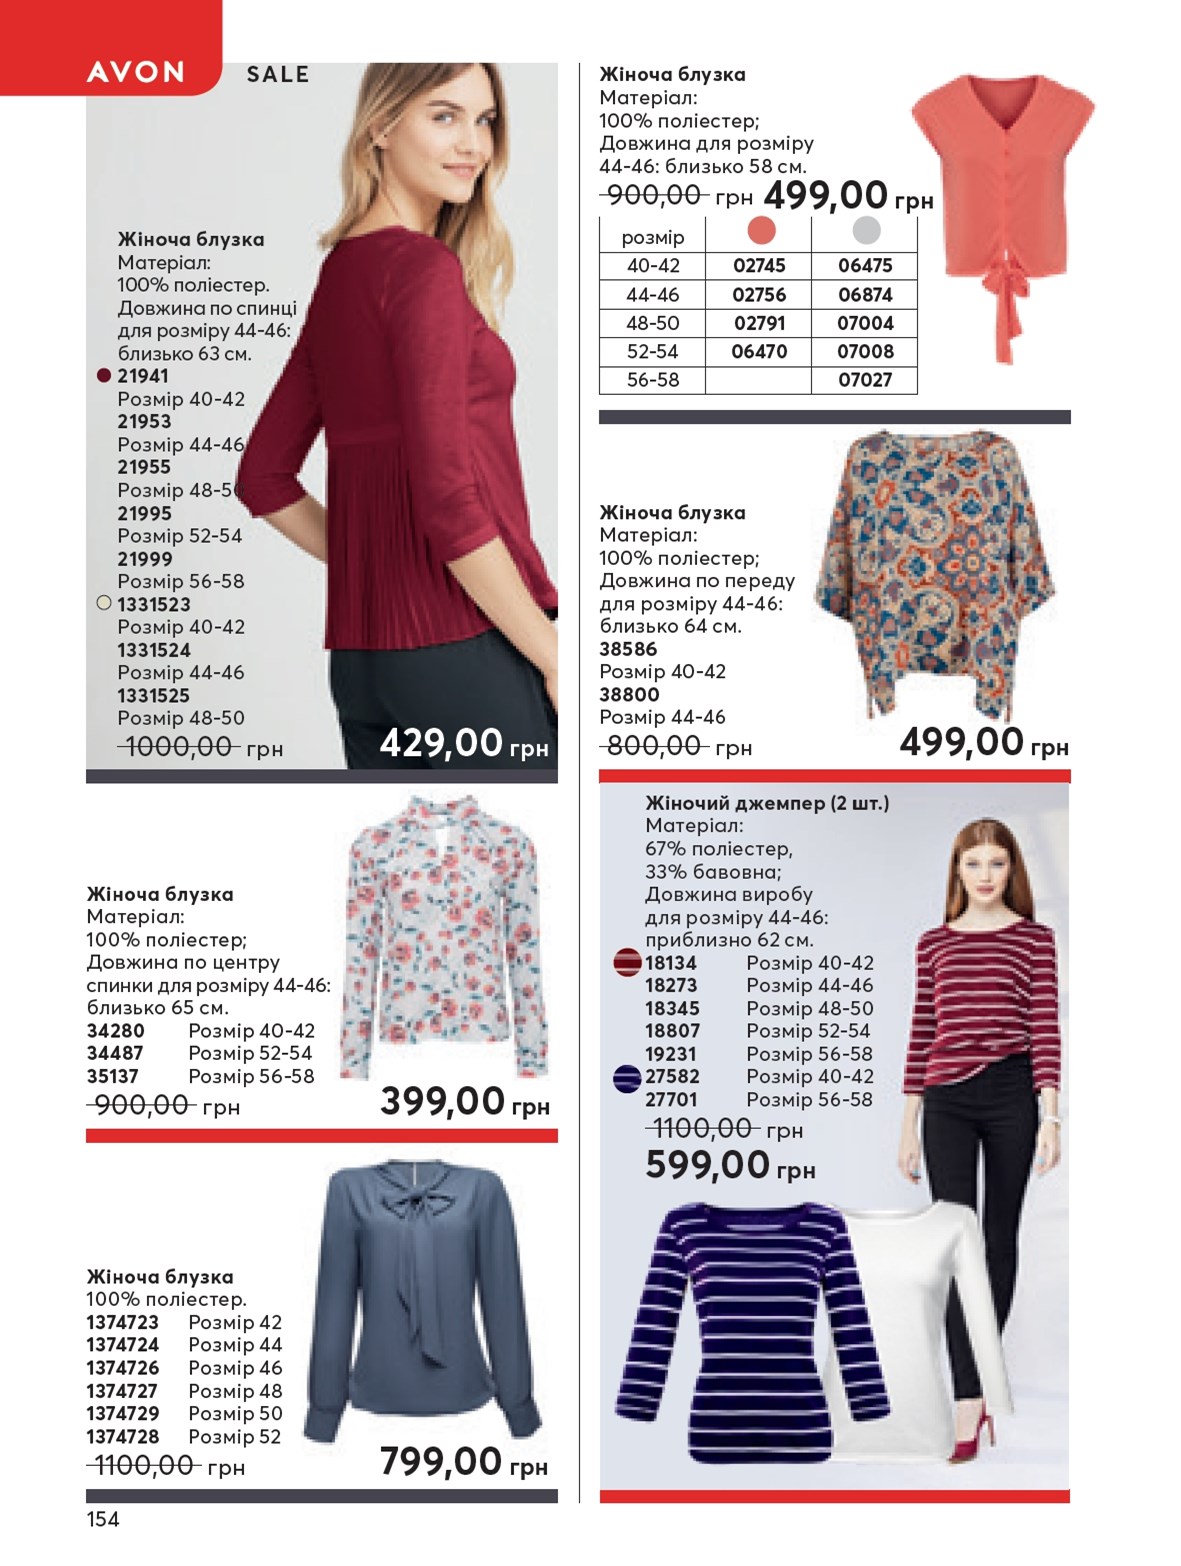 AVON
SALE
Жіноча блузка
Матеріал:
100% поліестер.
Довжина по спинці
для розміру 44-46:
близько 63 см.
21941
Розмір 40-42
21953
Розмір 44-46
21955
Розмір 48-50
21995
Розмір 52-54
21999
Розмір 56-58
1331523
Розмір 40-42
1331524
Розмір 44-46
1331525
Розмір 48-50
1000,00 грн 429,00 грн
Жіноча блузка
Матеріал:
100% поліестер;
Довжина по центру
спинки для розміру 44-46:
близько 65 см.
34280 Розмір 40-42
34487 Розмір 52-54
35137 Розмір 56-58
900,00 грн 399,00 грн
Жіноча блузка
100% поліестер.
1374723 Розмір 42
1374724 Розмір 44
1374726 Розмір 46
1374727 Розмір 48
1374729 Розмір 50
1374728 Розмір 52
1100,00 грн 799,00 грн
154
Жіноча блузка
Матеріал:
100% поліестер;
Довжина для розміру
44-46: близько 58 см.
900,00 грн 499,00 грн
розмір
40-42 02745 06475
44-46 02756 06874
48-50 02791 07004
52-54 06470 07008
56-58 07027
Жіноча блузка
Матеріал:
100% поліестер;
Довжина по переду
для розміру 44-46:
близько 64 см.
38586
Розмір 40-42
38800
Розмір 44-46
800,00 грн 499,00 грн
Жіночий джемпер (2 шт.)
Матеріал:
67% поліестер,
33% бавовна;
Довжина виробу
для розміру 44-46:
приблизно 62 см.
18134 Розмір 40-42
18273 Розмір 44-46
18345 Розмір 48-50
18807 Розмір 52-54
19231 Розмір 56-58
27582 Розмір 40-42
27701 Розмір 56-58
1100,00 грн
599,00 грн